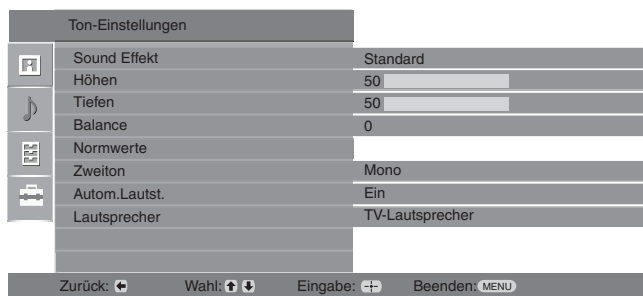 Ton-Einstellungen
Sound Effekt Standard
Höhen 50
Tiefen 50
Balance 0
Normwerte
Zweiton Mono
Autom.Lautst. Ein
Lautsprecher TV-Lautsprecher
Zurück: Wahl: Eingabe: Beenden: MENU